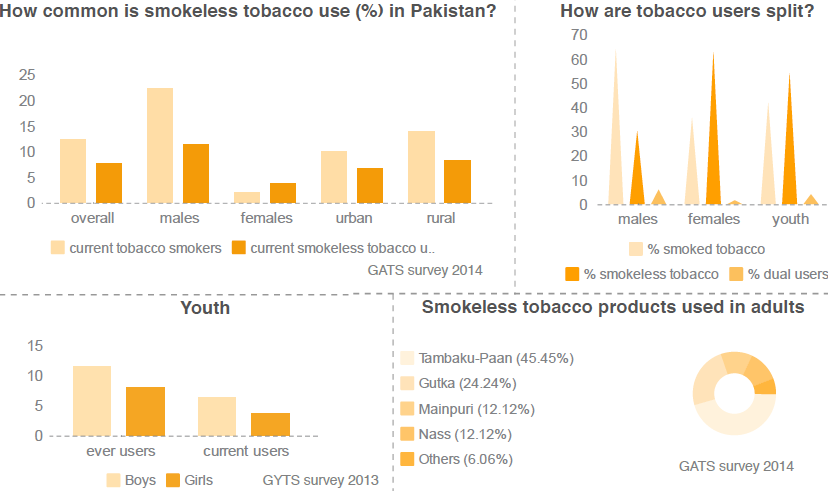 How common is smokeless tobacco use (%) in Pakistan?
25
20
15
10
5
0
overall males females urban rural
current tobacco smokers current smokeless tobacco u..
GATS survey 2014
How are tobacco users split?
70
60
50
40
30
20
10
0
males females youth
% smoked tobacco
% smokeless tobacco % dual users
Youth
15
10
5
0
ever users current users
Boys Girls GYTS survey 2013
Smokeless tobacco products used in adults
Tambaku-Paan (45.45%)
Gutka (24.24%)
Mainpuri (12.12%)
Nass (12.12%)
Others (6.06%)
GATS survey 2014